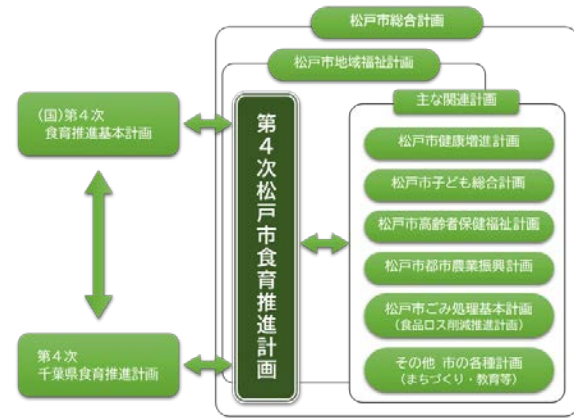 松戸市総合計画
松戸市地域福祉計画
主な関連計画
(国)第４次
食育推進基本計画
第４次松戸市食育推進計画
松戸市健康増進計画
松戸市子ども総合計画
松戸市高齢者保健福祉計画
松戸市都市農業振興計画
松戸市ごみ処理基本計画
(食品ロス削減推進計画)
その他 市の各種計画
(まちづくり・教育等)
第４次
千葉県食育推進計画